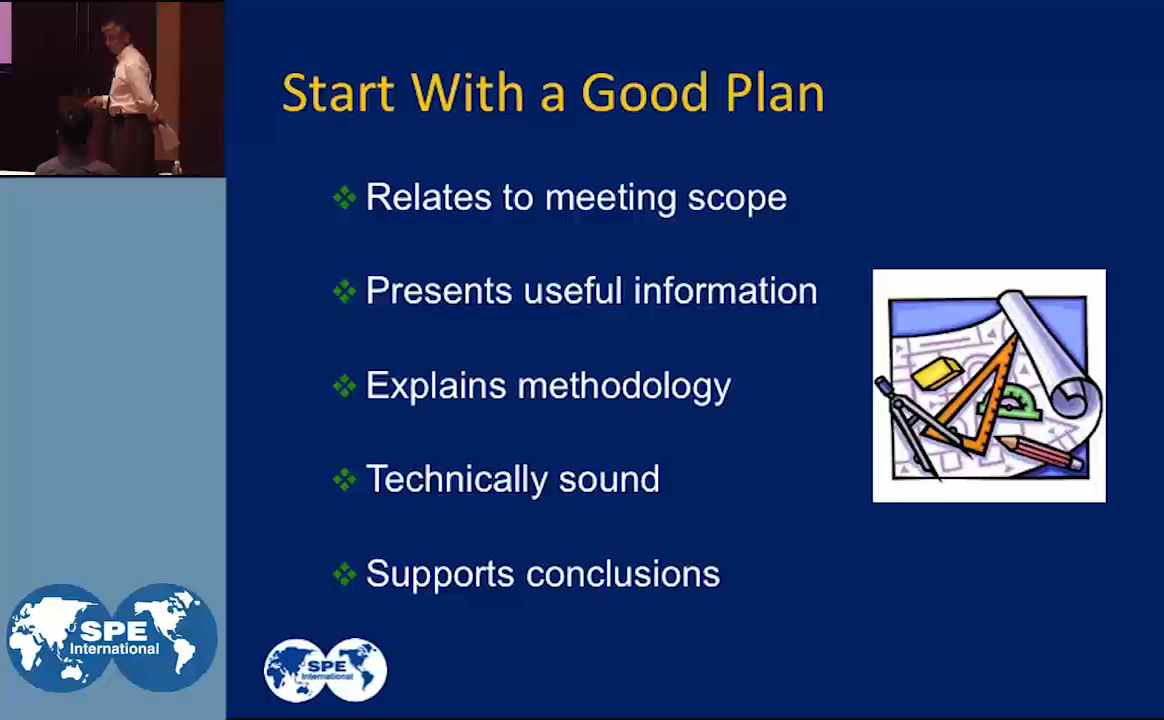 Start With a Good Plan
Relates to meeting scope
Presents useful information
Explains methodology
Technically sound
Supports conclusions
SPE
International
SPE
International